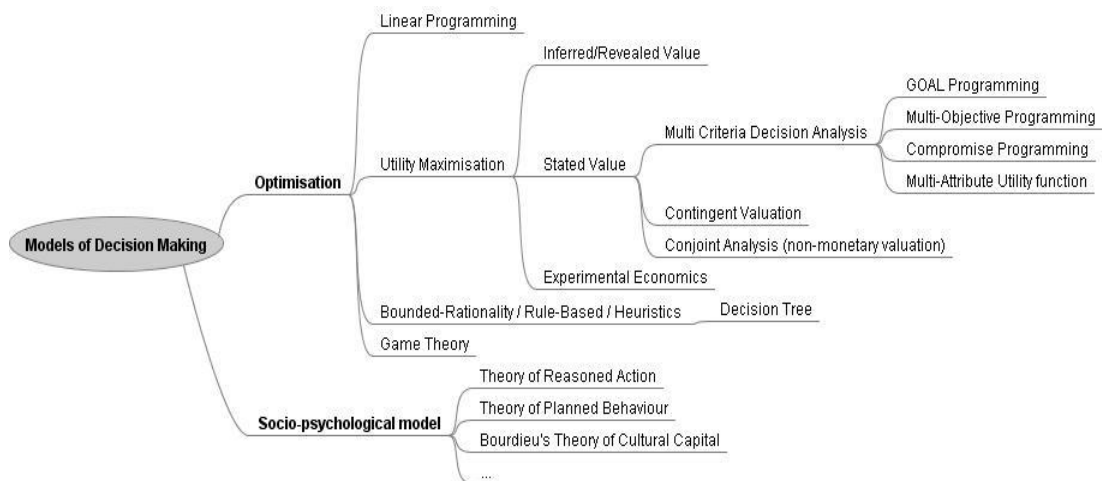 Models of Decision Making
Optimisation
Linear Programming
Utility Maximisation
Inferred/Revealed Value
Stated Value
Multi Criteria Decision Analysis
GOAL Programming
Multi-Objective Programming
Compromise Programming
Multi-Attribute Utility function
Contingent Valuation
Conjoint Analysis (non-monetary valuation)
Experimental Economics
Bounded-Rationality / Rule-Based / Heuristics
Decision Tree
Game Theory
Socio-psychological model
Theory of Reasoned Action
Theory of Planned Behaviour
Bourdieu's Theory of Cultural Capital
...